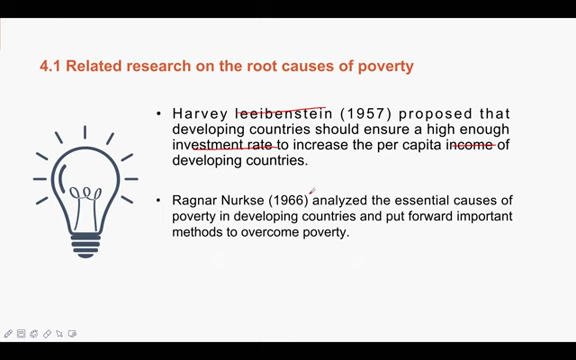 4.1 Related research on the root causes of poverty
• Harvey leeibenstein (1957) proposed that
developing countries should ensure a high enough
investment rate to increase the per capita income of
developing countries.
• Ragnar Nurkse (1966) analyzed the essential causes of
poverty in developing countries and put forward important
methods to overcome poverty.